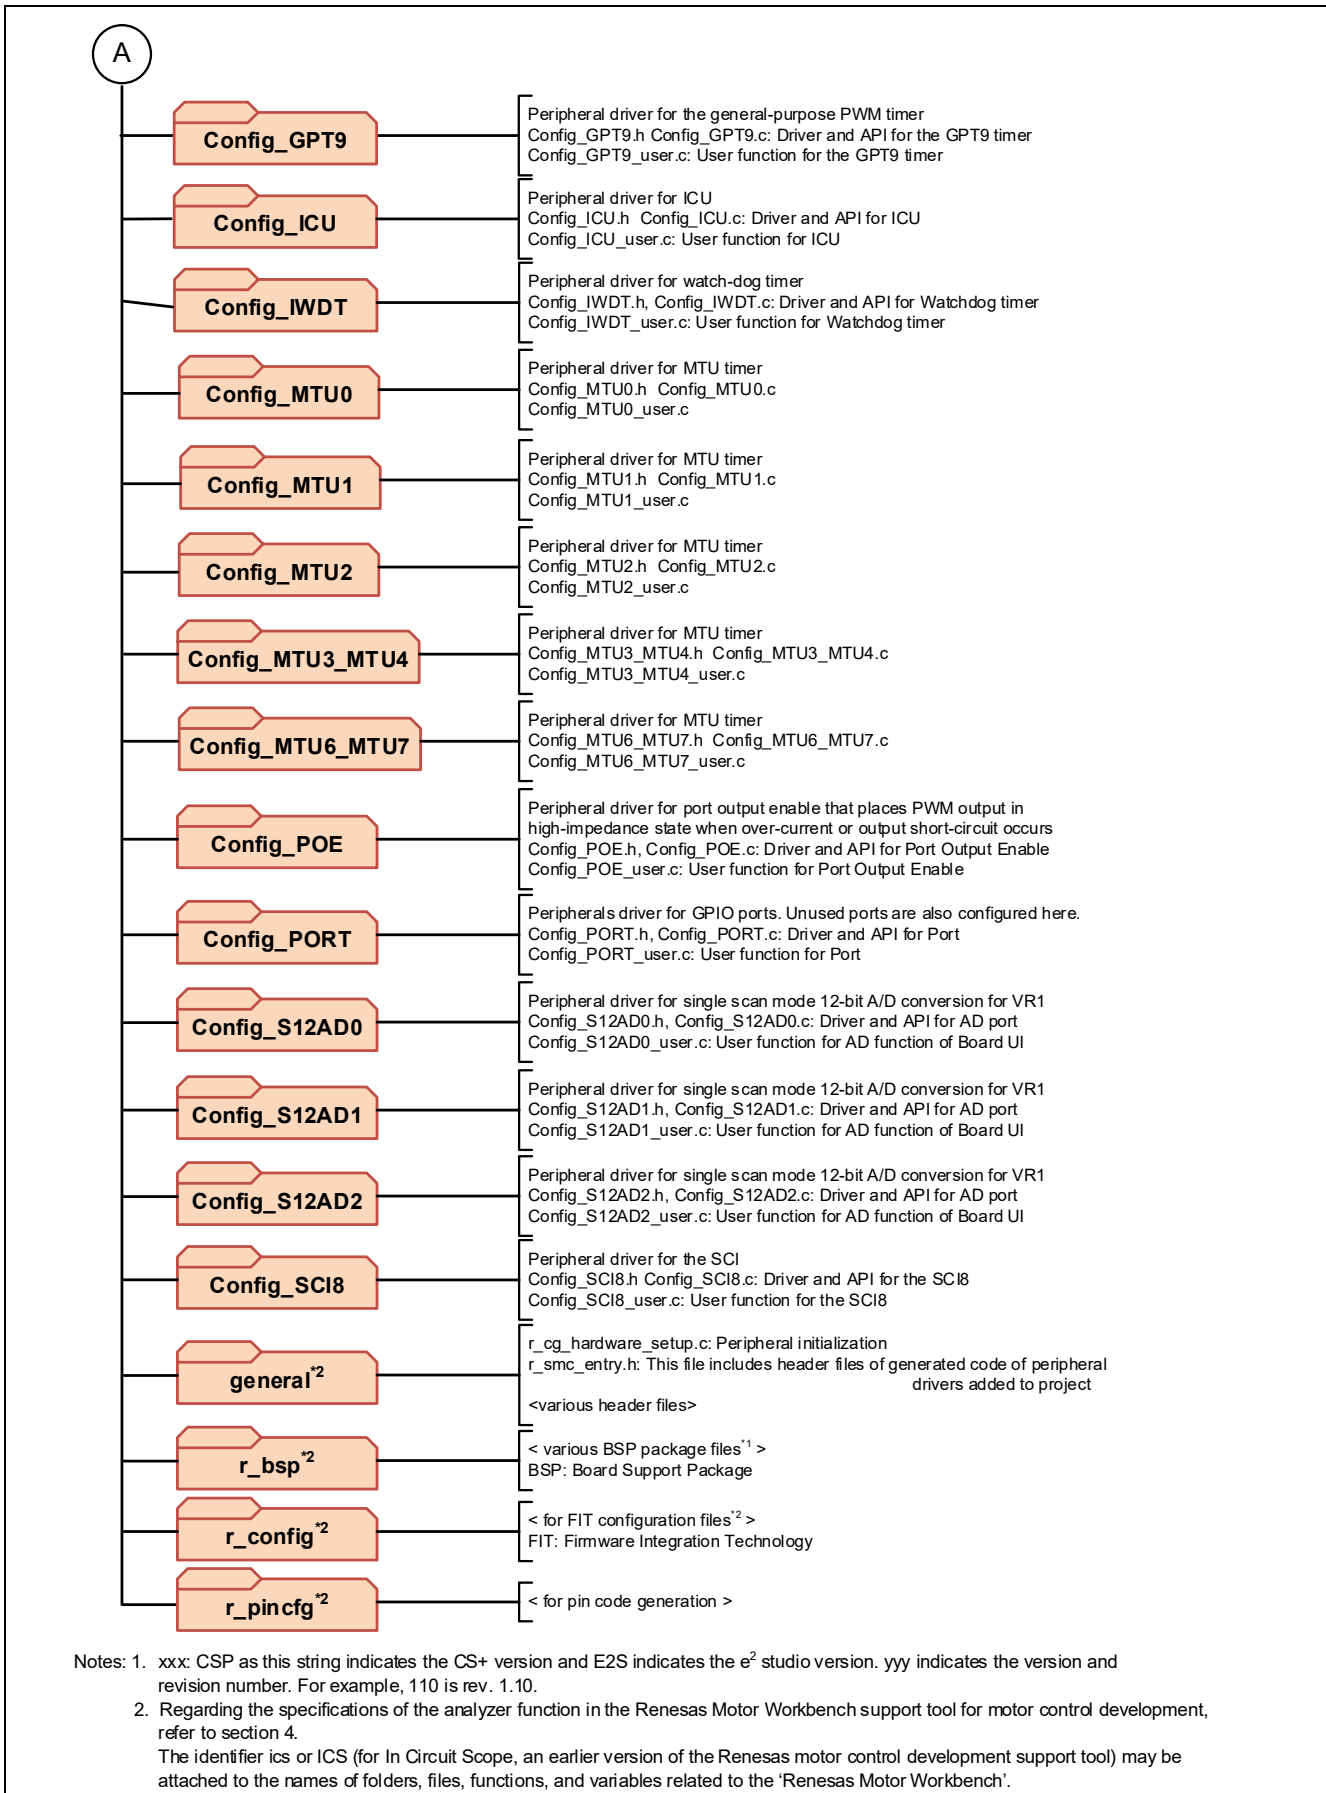 A
Config_GPT9
Peripheral driver for the general-purpose PWM timer
Config_GPT9.h Config_GPT9.c: Driver and API for the GPT9 timer
Config_GPT9_user.c: User function for the GPT9 timer
Config_ICU
Peripheral driver for ICU
Config_ICU.h Config_ICU.c: Driver and API for ICU
Config_ICU_user.c: User function for ICU
Config_IWDT
Peripheral driver for watch-dog timer
Config_IWDT.h, Config_IWDT.c: Driver and API for Watchdog timer
Config_IWDT_user.c: User function for Watchdog timer
Config_MTU0
Peripheral driver for MTU timer
Config_MTU0.h Config_MTU0.c
Config_MTU0_user.c
Config_MTU1
Peripheral driver for MTU timer
Config_MTU1.h Config_MTU1.c
Config_MTU1_user.c
Config_MTU2
Peripheral driver for MTU timer
Config_MTU2.h Config_MTU2.c
Config_MTU2_user.c
Config_MTU3_MTU4
Peripheral driver for MTU timer
Config_MTU3_MTU4.h Config_MTU3_MTU4.c
Config_MTU3_MTU4_user.c
Config_MTU6_MTU7
Peripheral driver for MTU timer
Config_MTU6_MTU7.h Config_MTU6_MTU7.c
Config_MTU6_MTU7_user.c
Config_POE
Peripheral driver for port output enable that places PWM output in
high-impedance state when over-current or output short-circuit occurs
Config_POE.h, Config_POE.c: Driver and API for Port Output Enable
Config_POE_user.c: User function for Port Output Enable
Config_PORT
Peripherals driver for GPIO ports. Unused ports are also configured here.
Config_PORT.h, Config_PORT.c: Driver and API for Port
Config_PORT_user.c: User function for Port
Config_S12AD0
Peripheral driver for single scan mode 12-bit A/D conversion for VR1
Config_S12AD0.h, Config_S12AD0.c: Driver and API for AD port
Config_S12AD0_user.c: User function for AD function of Board UI
Config_S12AD1
Peripheral driver for single scan mode 12-bit A/D conversion for VR1
Config_S12AD1.h, Config_S12AD1.c: Driver and API for AD port
Config_S12AD1_user.c: User function for AD function of Board UI
Config_S12AD2
Peripheral driver for single scan mode 12-bit A/D conversion for VR1
Config_S12AD2.h, Config_S12AD2.c: Driver and API for AD port
Config_S12AD2_user.c: User function for AD function of Board UI
Config_SCI8
Peripheral driver for the SCI
Config_SCI8.h Config_SCI8.c: Driver and API for the SCI8
Config_SCI8_user.c: User function for the SCI8
general*2
r_cg_hardware_setup.c: Peripheral initialization
r_smc_entry.h: This file includes header files of generated code of peripheral
drivers added to project
<various header files>
r_bsp*2
< various BSP package files*1 >
BSP: Board Support Package
r_config*2
< for FIT configuration files*2 >
FIT: Firmware Integration Technology
r_pincfg*2
< for pin code generation >
Notes: 1. xxx: CSP as this string indicates the CS+ version and E2S indicates the e2 studio version. yyy indicates the version and
revision number. For example, 110 is rev. 1.10.
2. Regarding the specifications of the analyzer function in the Renesas Motor Workbench support tool for motor control development,
refer to section 4.
The identifier ics or ICS (for In Circuit Scope, an earlier version of the Renesas motor control development support tool) may be
attached to the names of folders, files, functions, and variables related to the ‘Renesas Motor Workbench’.